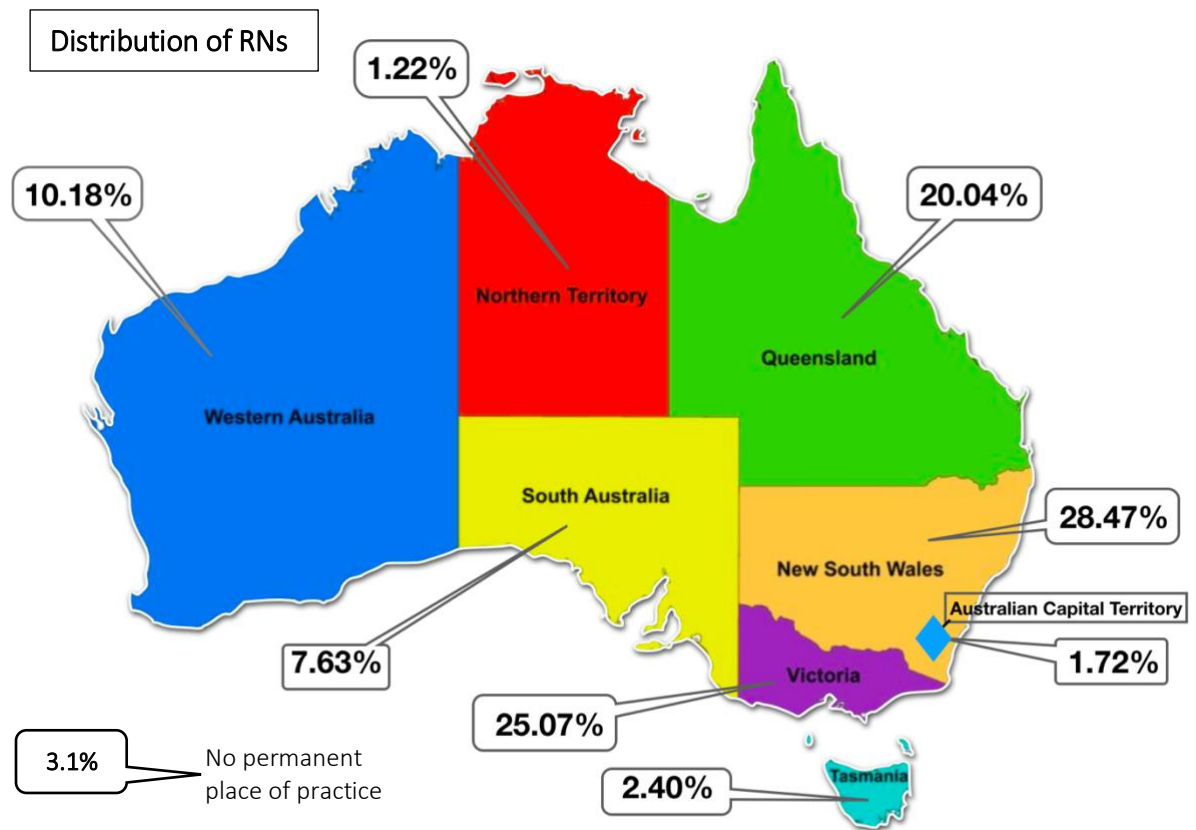 Distribution of RNs
1.22%
10.18%
20.04%
Northern Territory
Queensland
Western Australia
South Australia
28.47%
New South Wales
Australian Capital Territory
7.63%
1.72%
Victoria
25.07%
3.1%
No permanent
place of practice
Tasmania
2.40%